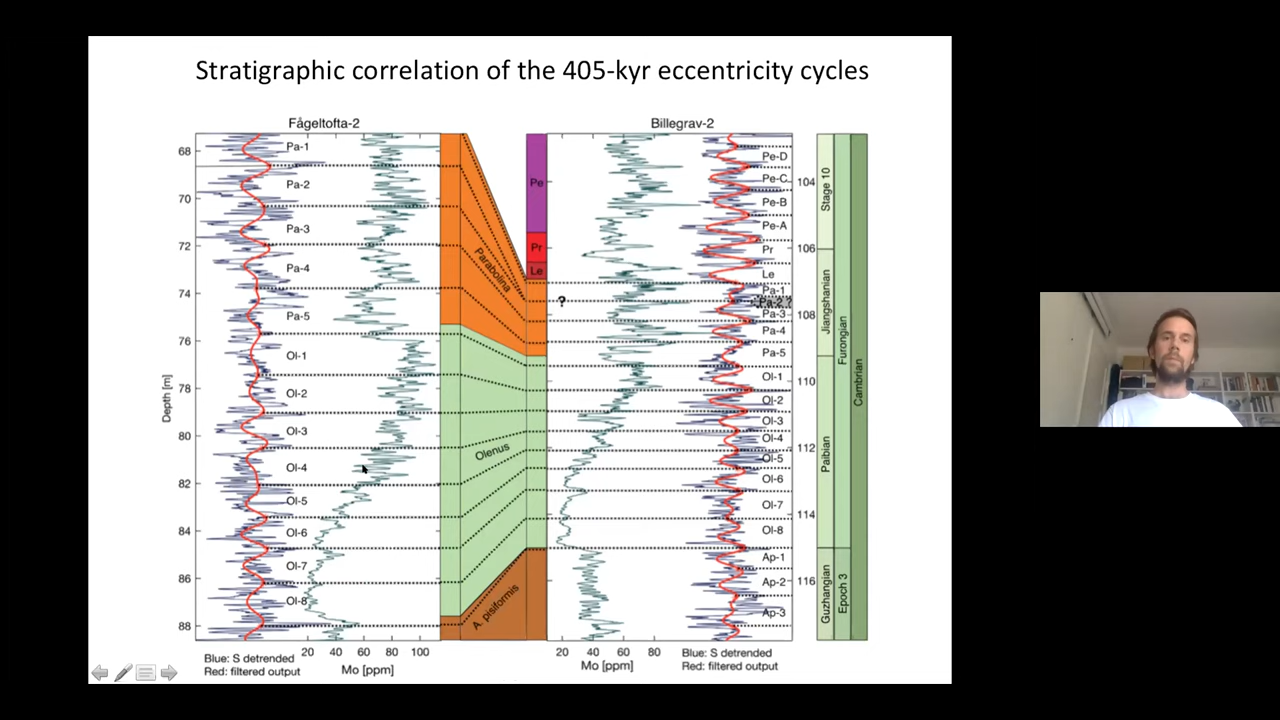 Stratigraphic correlation of the 405-kyr eccentricity cycles
Fågeltofta-2
Billegrav-2
Depth [m]
68
70
72
74
76
78
80
82
84
86
88
Pa-1
Pa-2
Pa-3
Pa-4
Pa-5
Ol-1
Ol-2
Ol-3
Ol-4
Ol-5
Ol-6
Ol-7
Ol-8
20 40 60 80 100
Mo [ppm]
Blue: S detrended
Red: filtered output
Parabolina
Olenus
A. pisiformis
Pe
Pr
Le
?
20 40 60 80
Mo [ppm]
Blue: S detrended
Red: filtered output
Pe-D
Pe-C
Pe-B
Pe-A
Pr
Le
Pa-1
Pa-2 ?
Pa-3
Pa-4
Pa-5
Ol-1
Ol-2
Ol-3
Ol-4
Ol-5
Ol-6
Ol-7
Ol-8
Ap-1
Ap-2
Ap-3
104
106
108
110
112
114
116
Stage 10
Jiangshanian
Paibian
Guzhangian
Furongian
Epoch 3
Cambrian